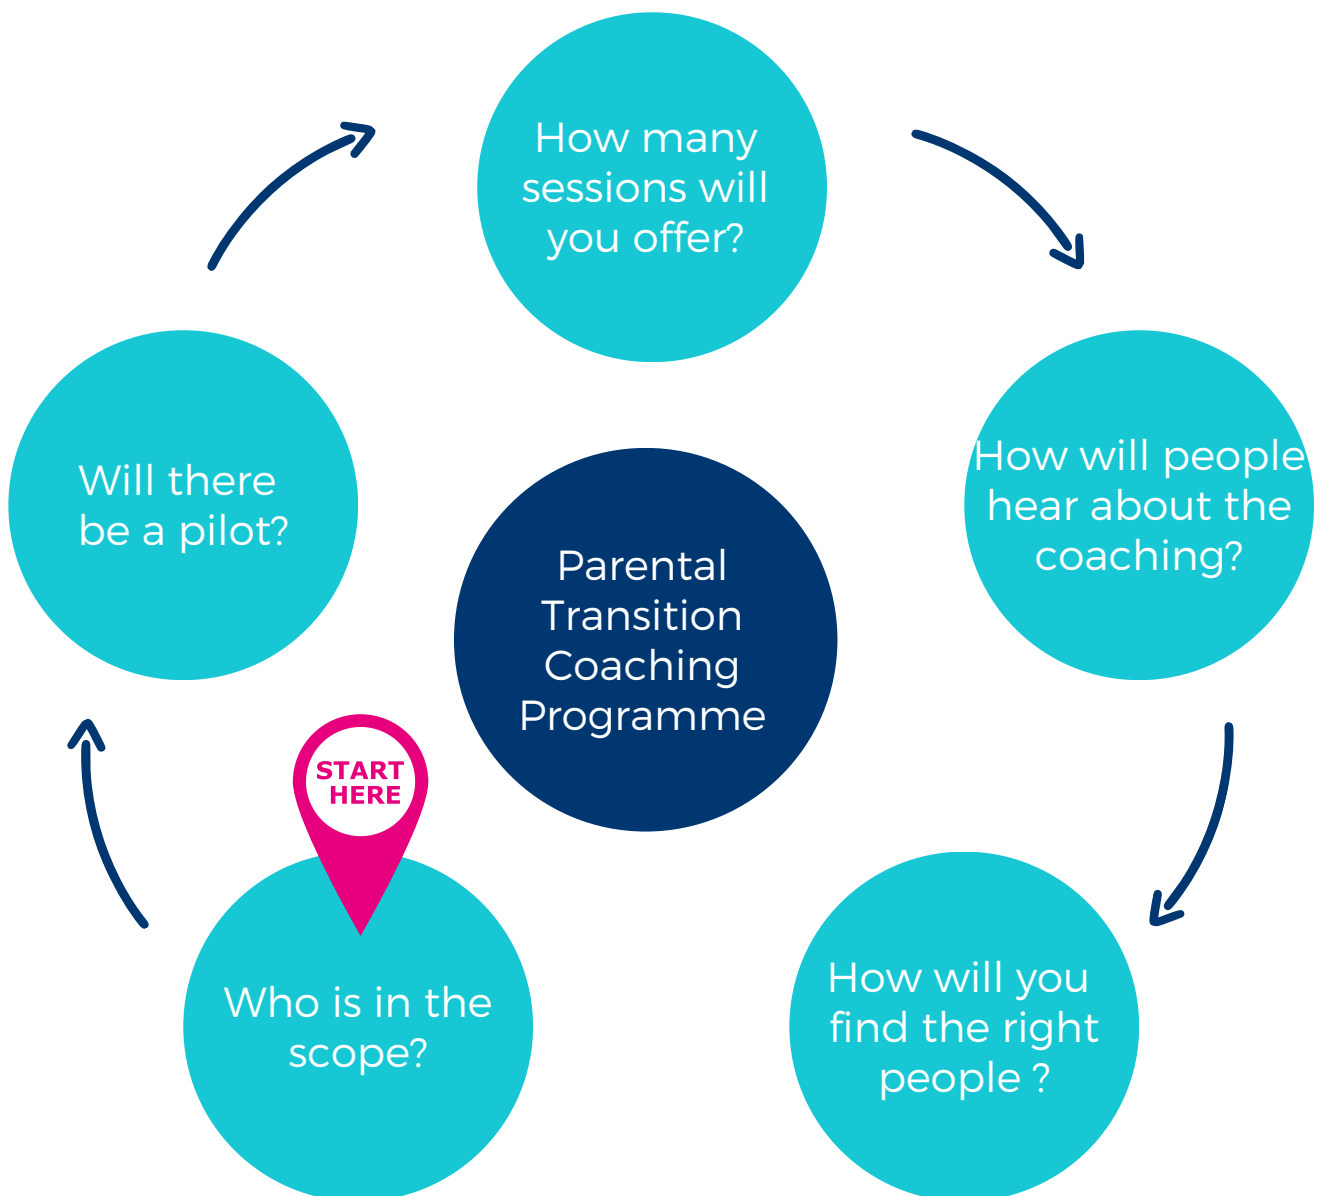 How many
sessions will
you offer?
How will people
hear about the
coaching?
Will there
be a pilot?
Parental
Transition
Coaching
Programme
START
HERE
Who is in the
scope?
How will you
find the right
people ?